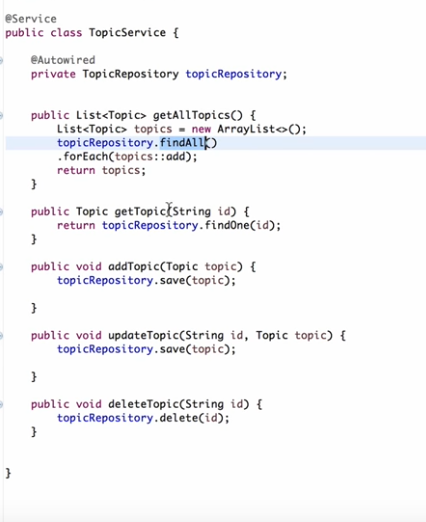 @Service
public class TopicService {
@Autowired
private TopicRepository topicRepository;
public List<Topic> getAllTopics() {
List<Topic> topics = new ArrayList<>();
topicRepository.findAll()
.forEach(topics::add);
return topics;
}
public Topic getTopic(String id) {
return topicRepository.findOne(id);
}
public void addTopic(Topic topic) {
topicRepository.save(topic);
}
public void updateTopic(String id, Topic topic) {
topicRepository.save(topic);
}
public void deleteTopic(String id) {
topicRepository.delete(id);
}
}